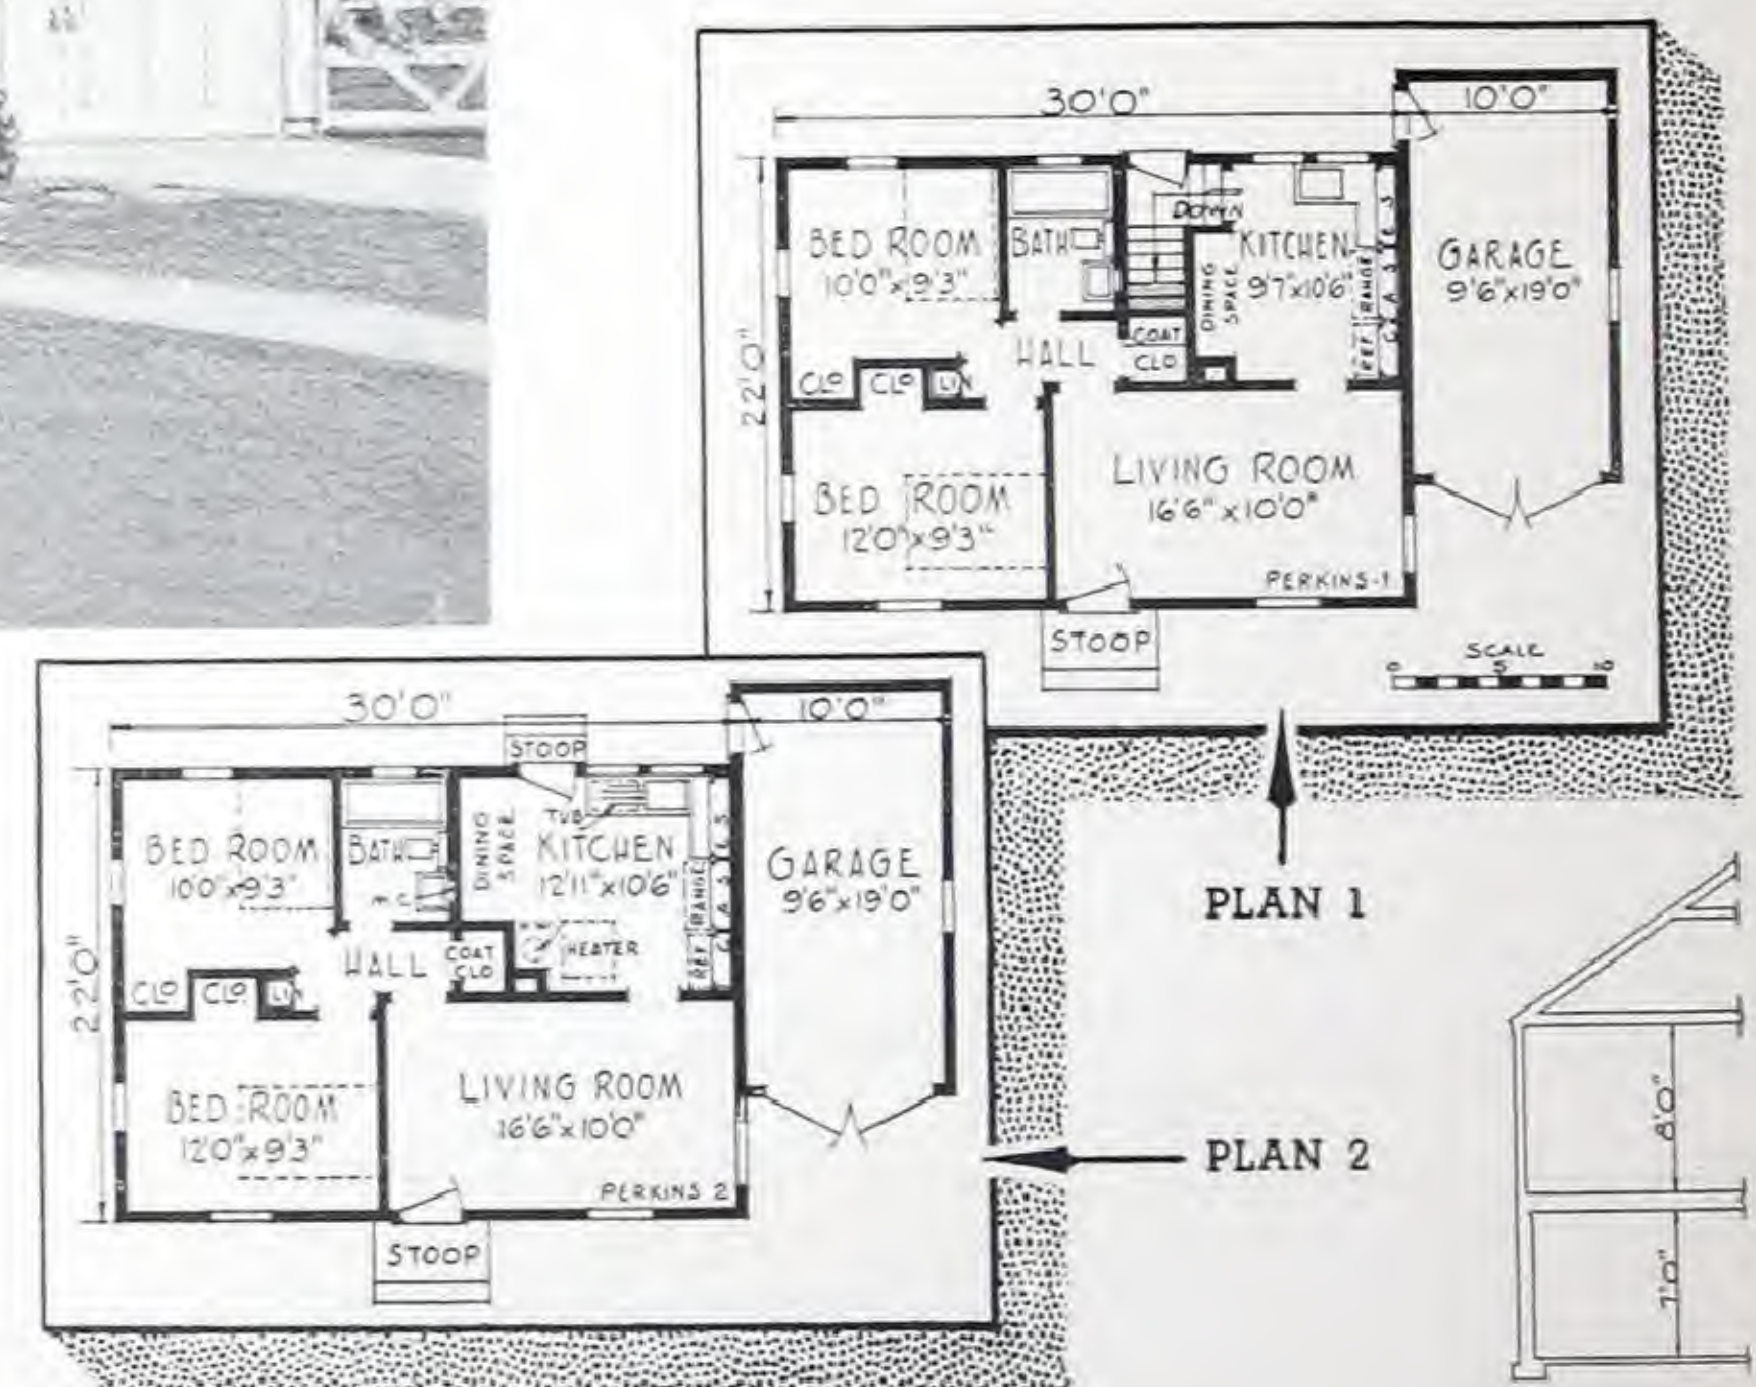 30'0"
10'0"
22'0"
BED ROOM
10'0"x9'3"
BATH
DOWN
DINING
SPACE
KITCHEN
9'7"x10'6"
RANGE
REF
CASES
GARAGE
9'6"x19'0"
COAT
CLO
HALL
CLO
CLO
LIN
BED ROOM
12'0"x9'3"
LIVING ROOM
16'6"x10'0"
PERKINS-1
STOOP
SCALE
0 5 10
PLAN 1
30'0"
10'0"
22'0"
STOOP
BED ROOM
10'0"x9'3"
BATH
M.C.
DINING
SPACE
TUB
KITCHEN
12'11"x10'6"
RANGE
REF
CASES
HEATER
GARAGE
9'6"x19'0"
COAT
CLO
HALL
CLO
CLO
LIN
BED ROOM
12'0"x9'3"
LIVING ROOM
16'6"x10'0"
PERKINS 2
STOOP
PLAN 2
8'0"
7'0"